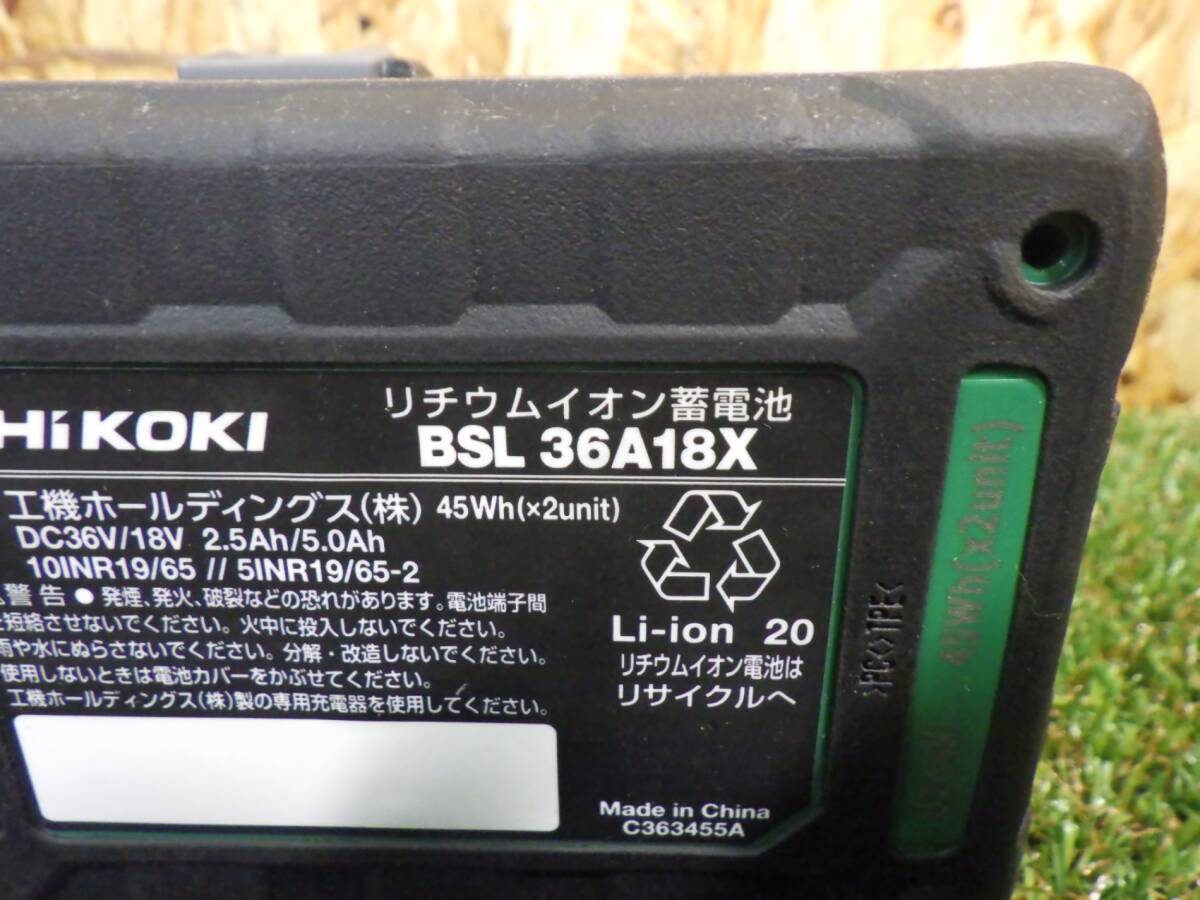 HiKOKI
リチウムイオン蓄電池
BSL 36A18X
工機ホールディングス(株) 45Wh(×2unit)
DC36V/18V 2.5Ah/5.0Ah
10INR19/65 // 5INR19/65-2
警告 ● 発煙、発火、破裂などの恐れがあります。電池端子間
を短絡させないでください。火中に投入しないでください。
雨や水にぬらさないでください。分解・改造しないでください。
使用しないときは電池カバーをかぶせてください。
工機ホールディングス(株)製の専用充電器を使用してください。
Li-ion 20
リチウムイオン電池は
リサイクルへ
Made in China
C363455A
>PC<>TPE<
45Wh(x2unit)